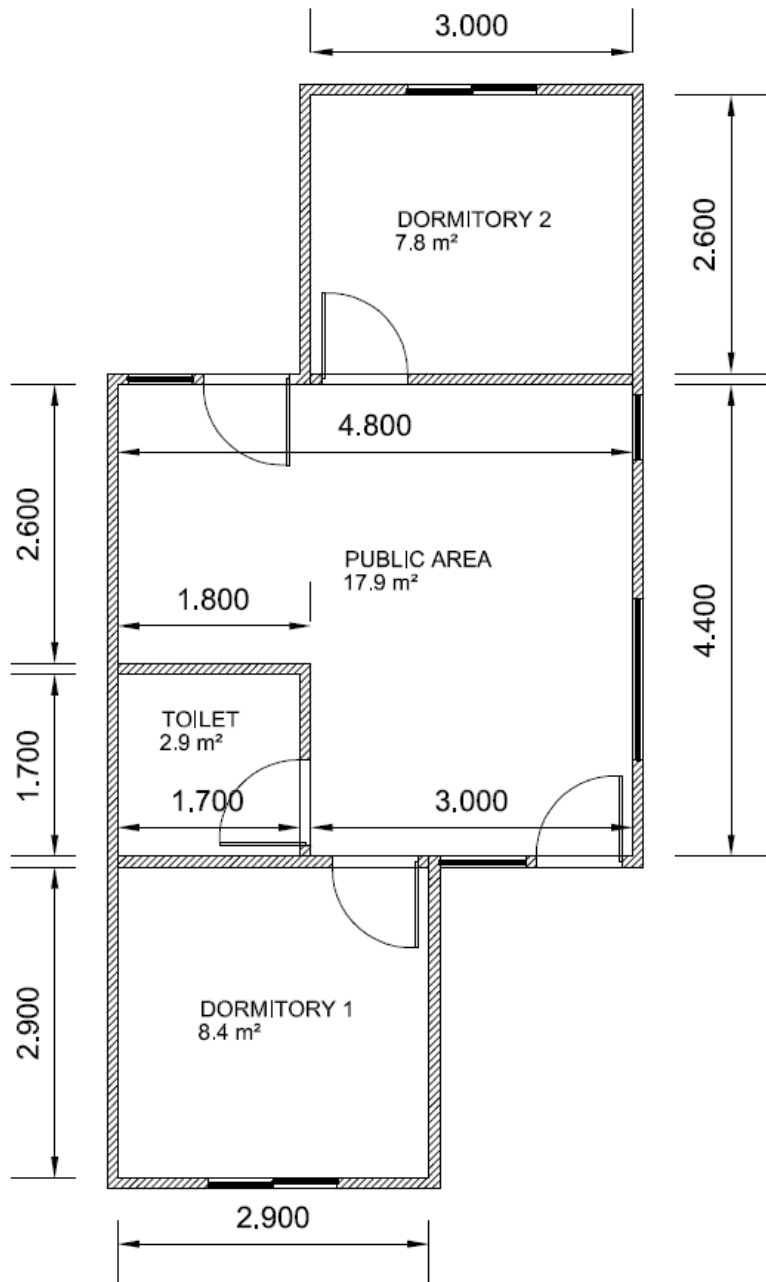 3.000
DORMITORY 2
7.8 m²
2.600
4.800
2.600
PUBLIC AREA
17.9 m²
1.800
4.400
TOILET
2.9 m²
1.700
1.700
3.000
DORMITORY 1
8.4 m²
2.900
2.900